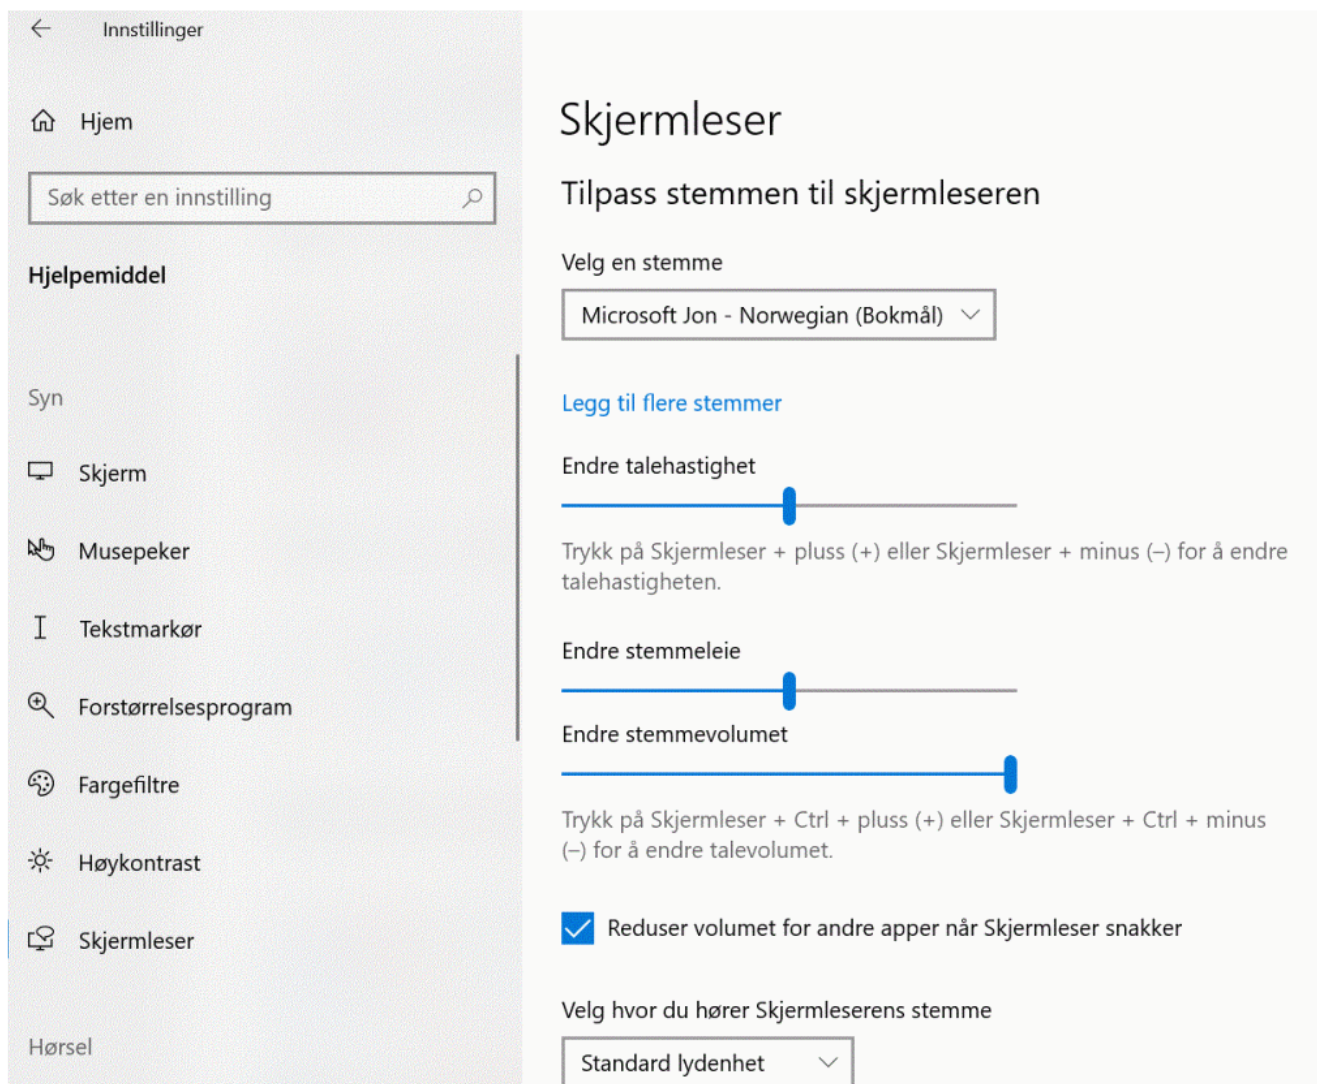 Innstillinger
Hjem
Søk etter en innstilling
Hjelpemiddel
Syn
Skjerm
Musepeker
Tekstmarkør
Forstørrelsesprogram
Fargefiltre
Høykontrast
Skjermleser
Hørsel
Skjermleser
Tilpass stemmen til skjermleseren
Velg en stemme
Microsoft Jon - Norwegian (Bokmål)
Legg til flere stemmer
Endre talehastighet
Trykk på Skjermleser + pluss (+) eller Skjermleser + minus (–) for å endre
talehastigheten.
Endre stemmeleie
Endre stemmevolumet
Trykk på Skjermleser + Ctrl + pluss (+) eller Skjermleser + Ctrl + minus
(–) for å endre talevolumet.
Reduser volumet for andre apper når Skjermleser snakker
Velg hvor du hører Skjermleserens stemme
Standard lydenhet